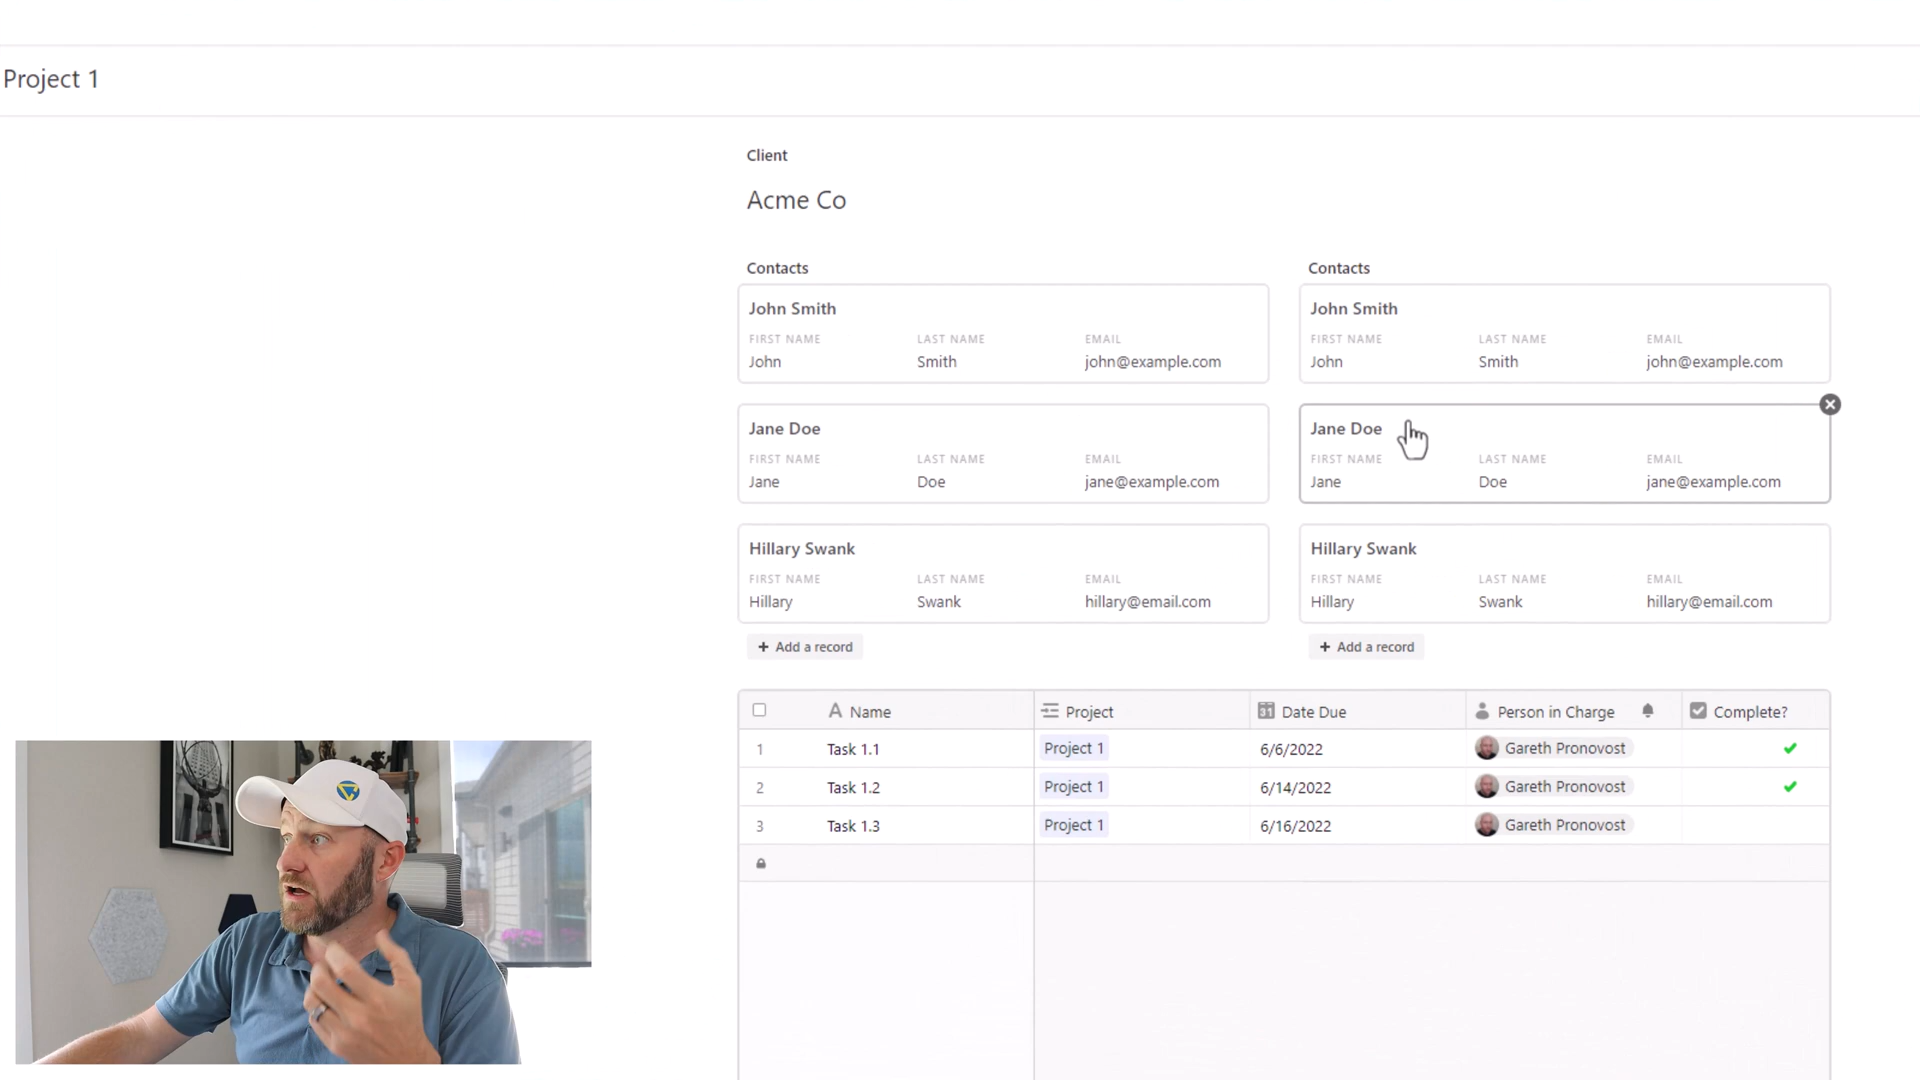 Project 1
Client
Acme Co
Contacts
John Smith
FIRST NAME LAST NAME EMAIL
John Smith john@example.com
Jane Doe
FIRST NAME LAST NAME EMAIL
Jane Doe jane@example.com
Hillary Swank
FIRST NAME LAST NAME EMAIL
Hillary Swank hillary@email.com
+ Add a record
Contacts
John Smith
FIRST NAME LAST NAME EMAIL
John Smith john@example.com
Jane Doe
FIRST NAME LAST NAME EMAIL
Jane Doe jane@example.com
Hillary Swank
FIRST NAME LAST NAME EMAIL
Hillary Swank hillary@email.com
+ Add a record
Name Project 31 Date Due Person in Charge Complete?
1 Task 1.1 Project 1 6/6/2022 Gareth Pronovost
2 Task 1.2 Project 1 6/14/2022 Gareth Pronovost
3 Task 1.3 Project 1 6/16/2022 Gareth Pronovost